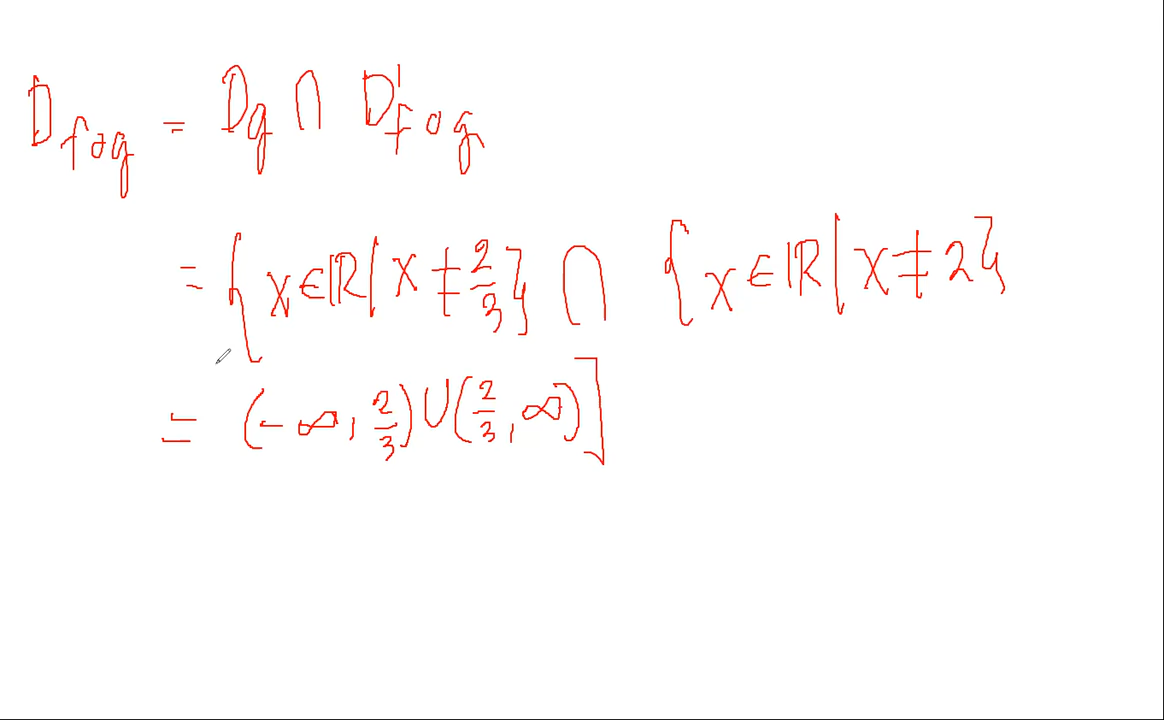 D_{fog} = D_g ∩ D'_{fog}
= {x ∈ ℝ | x ≠ 2/3} ∩ {x ∈ ℝ | x ≠ 2}
= (-∞, 2/3) ∪ (2/3, ∞)]